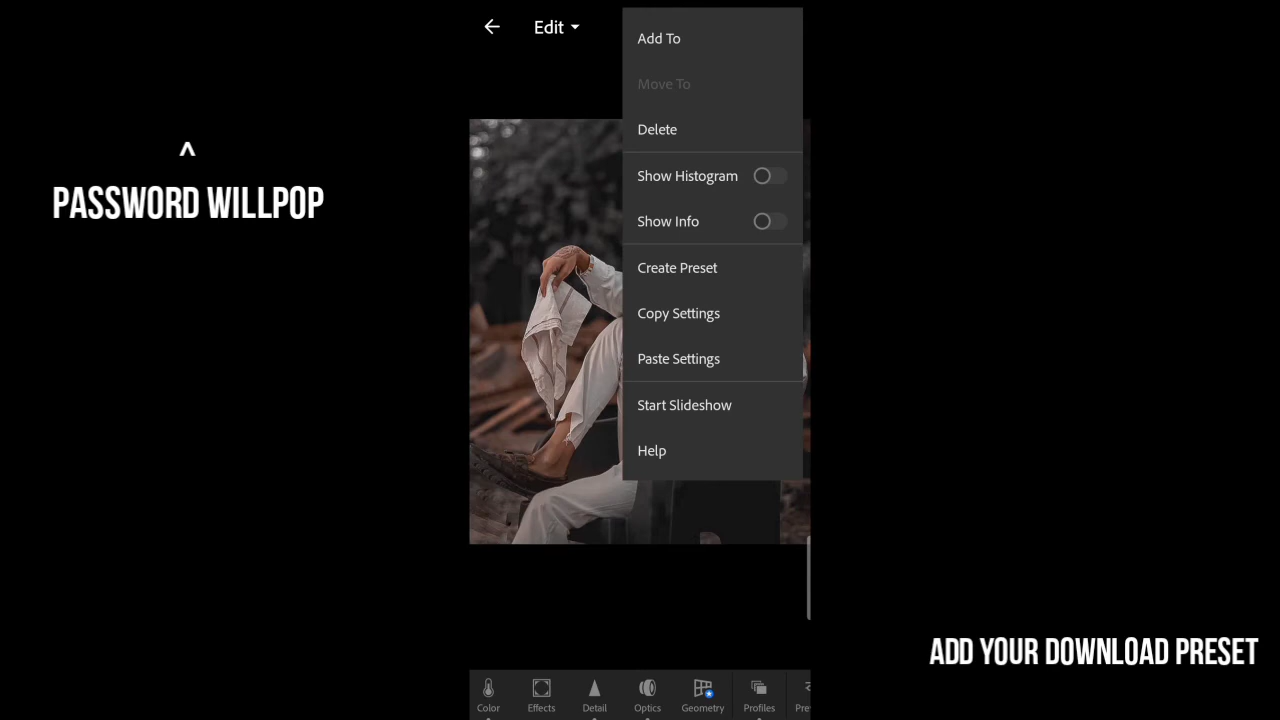 Edit
Add To
Move To
Delete
Show Histogram
Show Info
Create Preset
Copy Settings
Paste Settings
Start Slideshow
Help
^
PASSWORD WILLPOP
ADD YOUR DOWNLOAD PRESET
Color
Effects
Detail
Optics
Geometry
Profiles